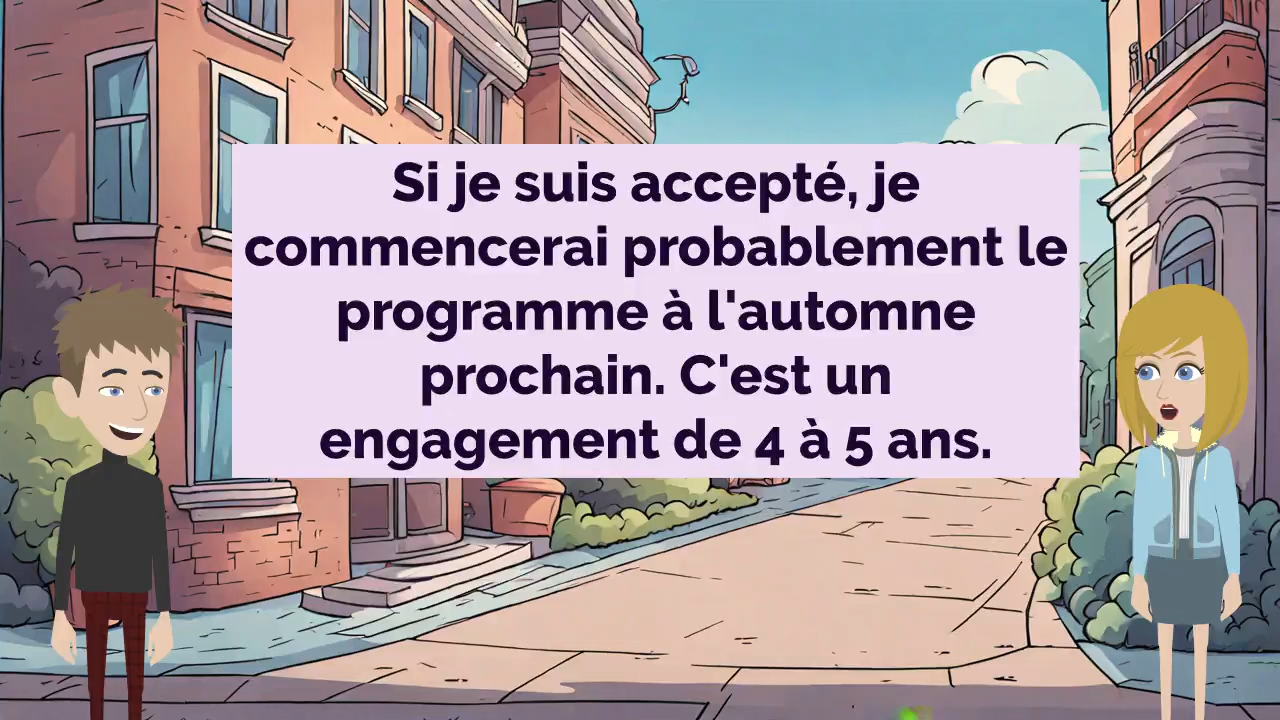 Si je suis accepté, je
commencerai probablement le
programme à l'automne
prochain. C'est un
engagement de 4 à 5 ans.